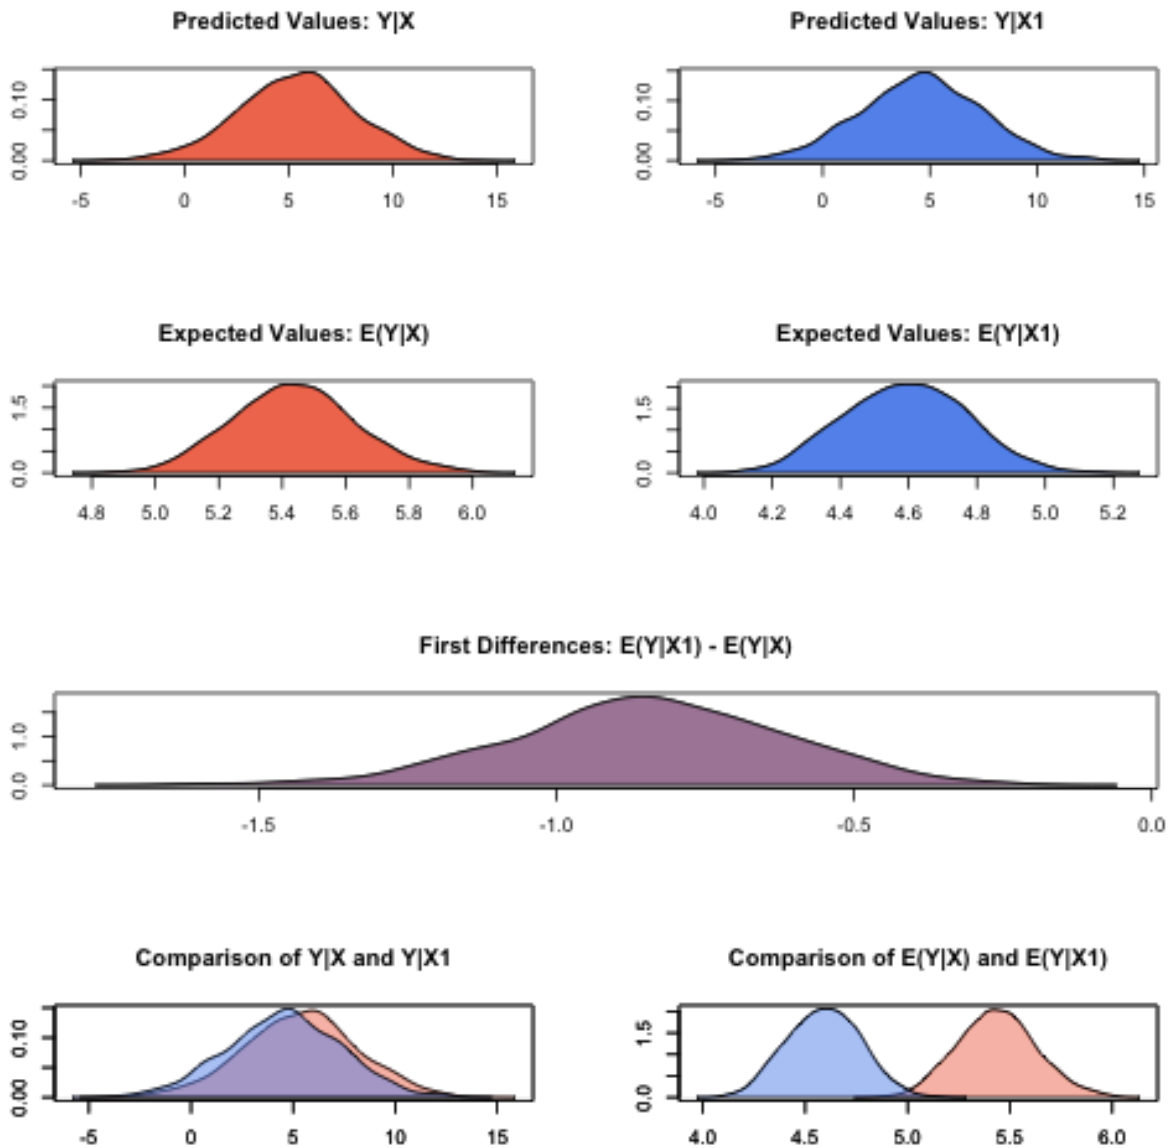 Predicted Values: Y|X
0.00 0.10
-5 0 5 10 15
Predicted Values: Y|X1
0.00 0.10
-5 0 5 10 15
Expected Values: E(Y|X)
0.0 1.5
4.8 5.0 5.2 5.4 5.6 5.8 6.0
Expected Values: E(Y|X1)
0.0 1.5
4.0 4.2 4.4 4.6 4.8 5.0 5.2
First Differences: E(Y|X1) - E(Y|X)
0.0 1.0
-1.5 -1.0 -0.5 0.0
Comparison of Y|X and Y|X1
0.00 0.10
-5 0 5 10 15
Comparison of E(Y|X) and E(Y|X1)
0.0 1.5
4.0 4.5 5.0 5.5 6.0